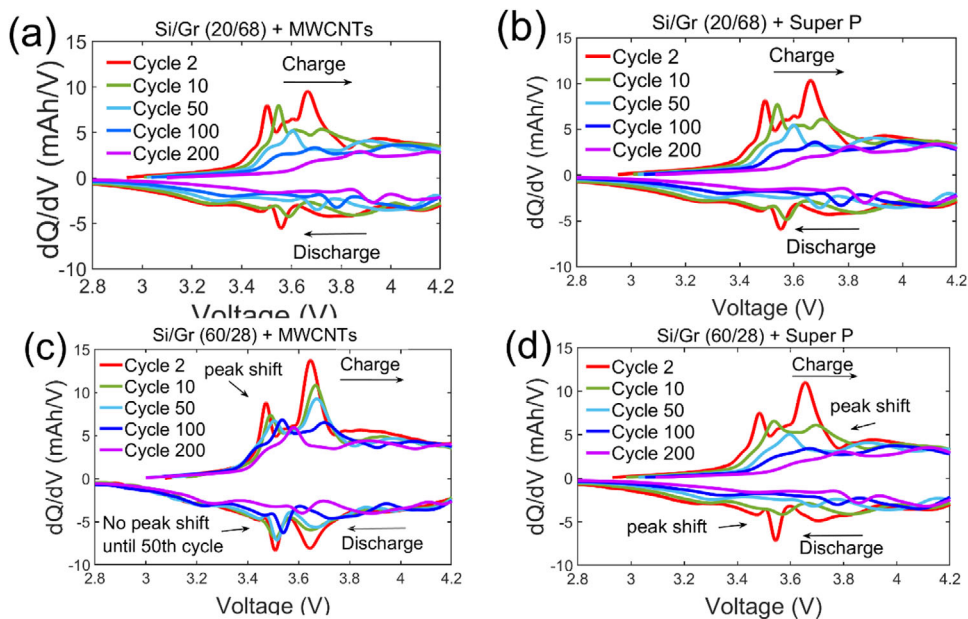 (a)
Si/Gr (20/68) + MWCNTs
15
10
5
0
-5
-10
dQ/dV (mAh/V)
Cycle 2
Cycle 10
Cycle 50
Cycle 100
Cycle 200
Charge
Discharge
2.8 3 3.2 3.4 3.6 3.8 4 4.2
Voltage (V)
(b)
Si/Gr (20/68) + Super P
15
10
5
0
-5
-10
dQ/dV (mAh/V)
Cycle 2
Cycle 10
Cycle 50
Cycle 100
Cycle 200
Charge
Discharge
2.8 3 3.2 3.4 3.6 3.8 4 4.2
Voltage (V)
(c)
Si/Gr (60/28) + MWCNTs
15
10
5
0
-5
-10
dQ/dV (mAh/V)
Cycle 2
Cycle 10
Cycle 50
Cycle 100
Cycle 200
peak shift
Charge
No peak shift
until 50th cycle
Discharge
2.8 3 3.2 3.4 3.6 3.8 4 4.2
Voltage (V)
(d)
Si/Gr (60/28) + Super P
15
10
5
0
-5
-10
dQ/dV (mAh/V)
Cycle 2
Cycle 10
Cycle 50
Cycle 100
Cycle 200
Charge
peak shift
peak shift
Discharge
2.8 3 3.2 3.4 3.6 3.8 4 4.2
Voltage (V)